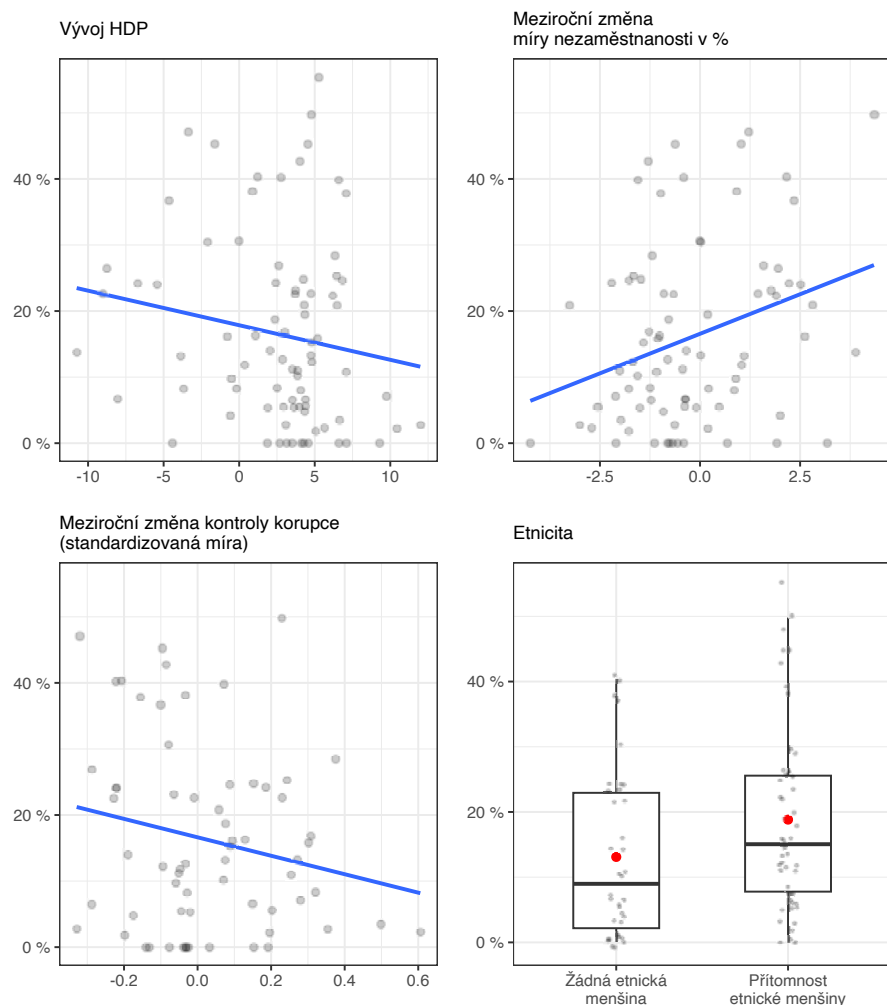 Vývoj HDP
40 %
20 %
0 %
-10
-5
0
5
10
Meziroční změna
míry nezaměstnanosti v %
40 %
20 %
0 %
-2.5
0.0
2.5
Meziroční změna kontroly korupce
(standardizovaná míra)
40 %
20 %
0 %
-0.2
0.0
0.2
0.4
0.6
Etnicita
40 %
20 %
0 %
Žádná etnická
menšina
Přítomnost
etnické menšiny